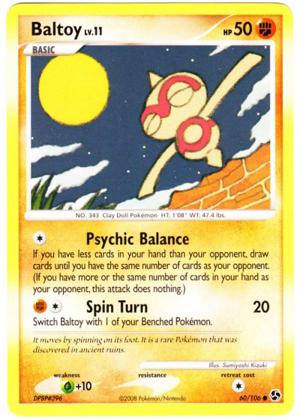 Baltoy LV.11
HP 50
BASIC
NO. 343 Clay Doll Pokémon HT: 1'08" WT: 47.4 lbs.
Psychic Balance
If you have less cards in your hand than your opponent, draw
cards until you have the same number of cards as your opponent.
(If you have more or the same number of cards in your hand as
your opponent, this attack does nothing.)
Spin Turn 20
Switch Baltoy with 1 of your Benched Pokémon.
It moves by spinning on its foot. It is a rare Pokémon that was
discovered in ancient ruins.
Illus. Sumiyoshi Kizuki
weakness resistance retreat cost
+10
DPBP#396 ©2008 Pokémon/Nintendo 60/106